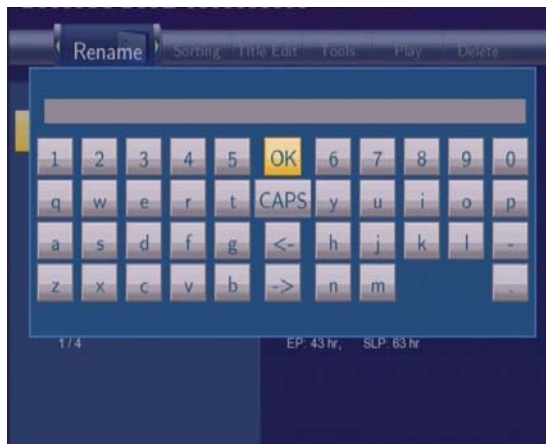 Rename Sorting Title Edit Tools Play Delete
1 2 3 4 5 OK 6 7 8 9 0
q w e r t CAPS y u i o p
a s d f g <- h j k l -
z x c v b -> n m .
1/4 EP: 43 hr, SLP: 63 hr